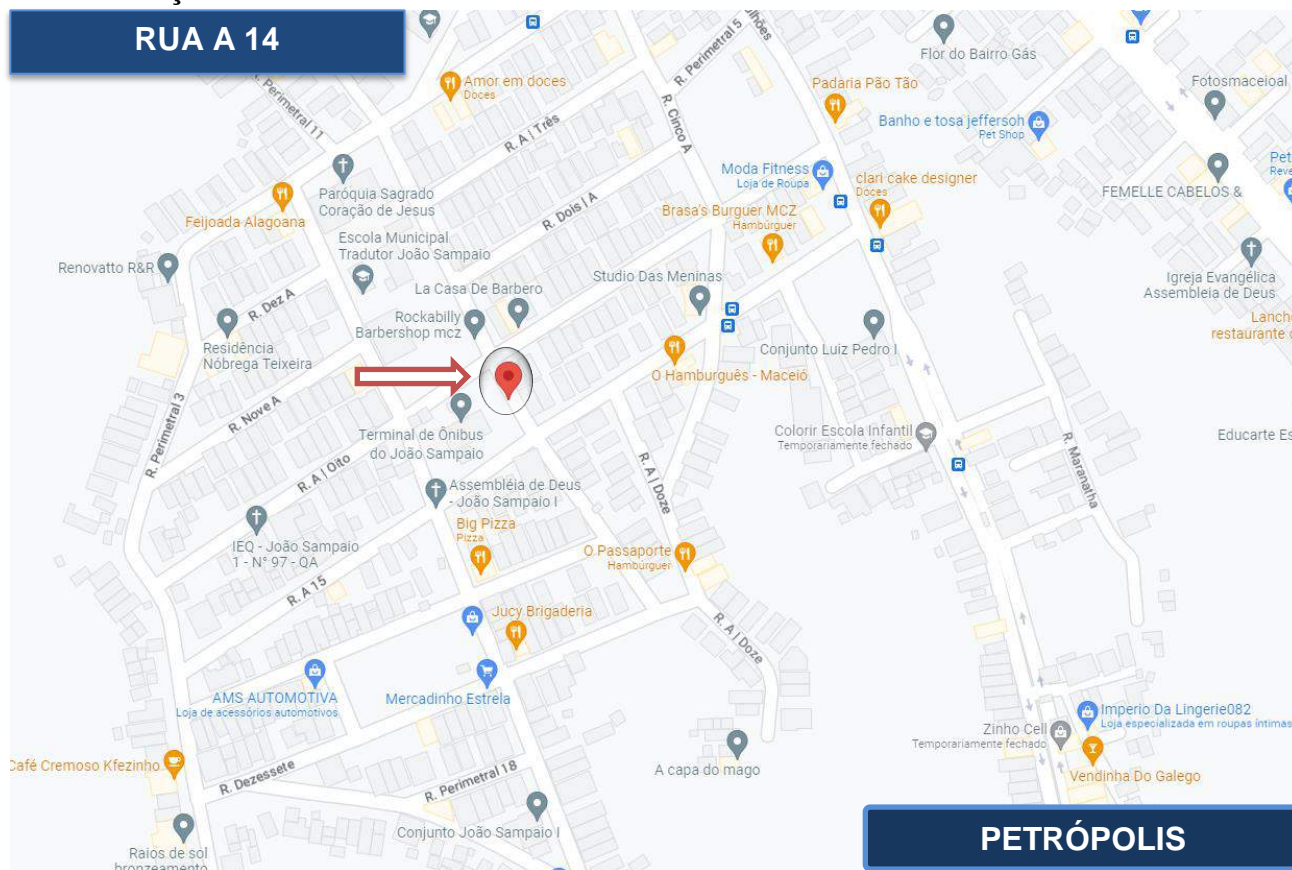 RUA A 14
Amor em doces
Doces
R. Perimetral 5
Flor do Bairro Gás
Fotosmaceioal
Padaria Pão Tão
R. Perimetral 11
R. A | Três
R. Cinco A
Banho e tosa jefferson
Pet Shop
Paróquia Sagrado
Coração de Jesus
Moda Fitness
Loja de Roupa
clari cake designer
Doces
FEMELLE CABELOS &
Feijoada Alagoana
R. Dois | A
Brasa's Burguer MCZ
Hambúrguer
Escola Municipal
Tradutor João Sampaio
Renovatto R&R
Studio Das Meninas
Igreja Evangélica
Assembleia de Deus
La Casa De Barbero
R. Dez A
Rockabilly
Barbershop mcz
Residência
Nóbrega Teixeira
Conjunto Luiz Pedro I
O Hamburguês - Maceió
R. Perimetral 3
R. Nove A
Terminal de Ônibus
do João Sampaio
Colorir Escola Infantil
Temporariamente fechado
R. Maranatha
R. A | Oito
R. A | Doze
Assembléia de Deus
- João Sampaio I
Big Pizza
Pizza
IEQ - João Sampaio
1 - N° 97 - QA
O Passaporte
Hambúrguer
R. A 15
Jucy Brigaderia
R. A | Doze
AMS AUTOMOTIVA
Loja de acessórios automotivos
Mercadinho Estrela
Imperio Da Lingerie082
Loja especializada em roupas íntimas
Zinho Cell
Temporariamente fechado
Café Cremoso Kfezinho
R. Dezessete
R. Perimetral 18
A capa do mago
Vendinha Do Galego
Conjunto João Sampaio I
Raios de sol
bronzeamento
PETRÓPOLIS